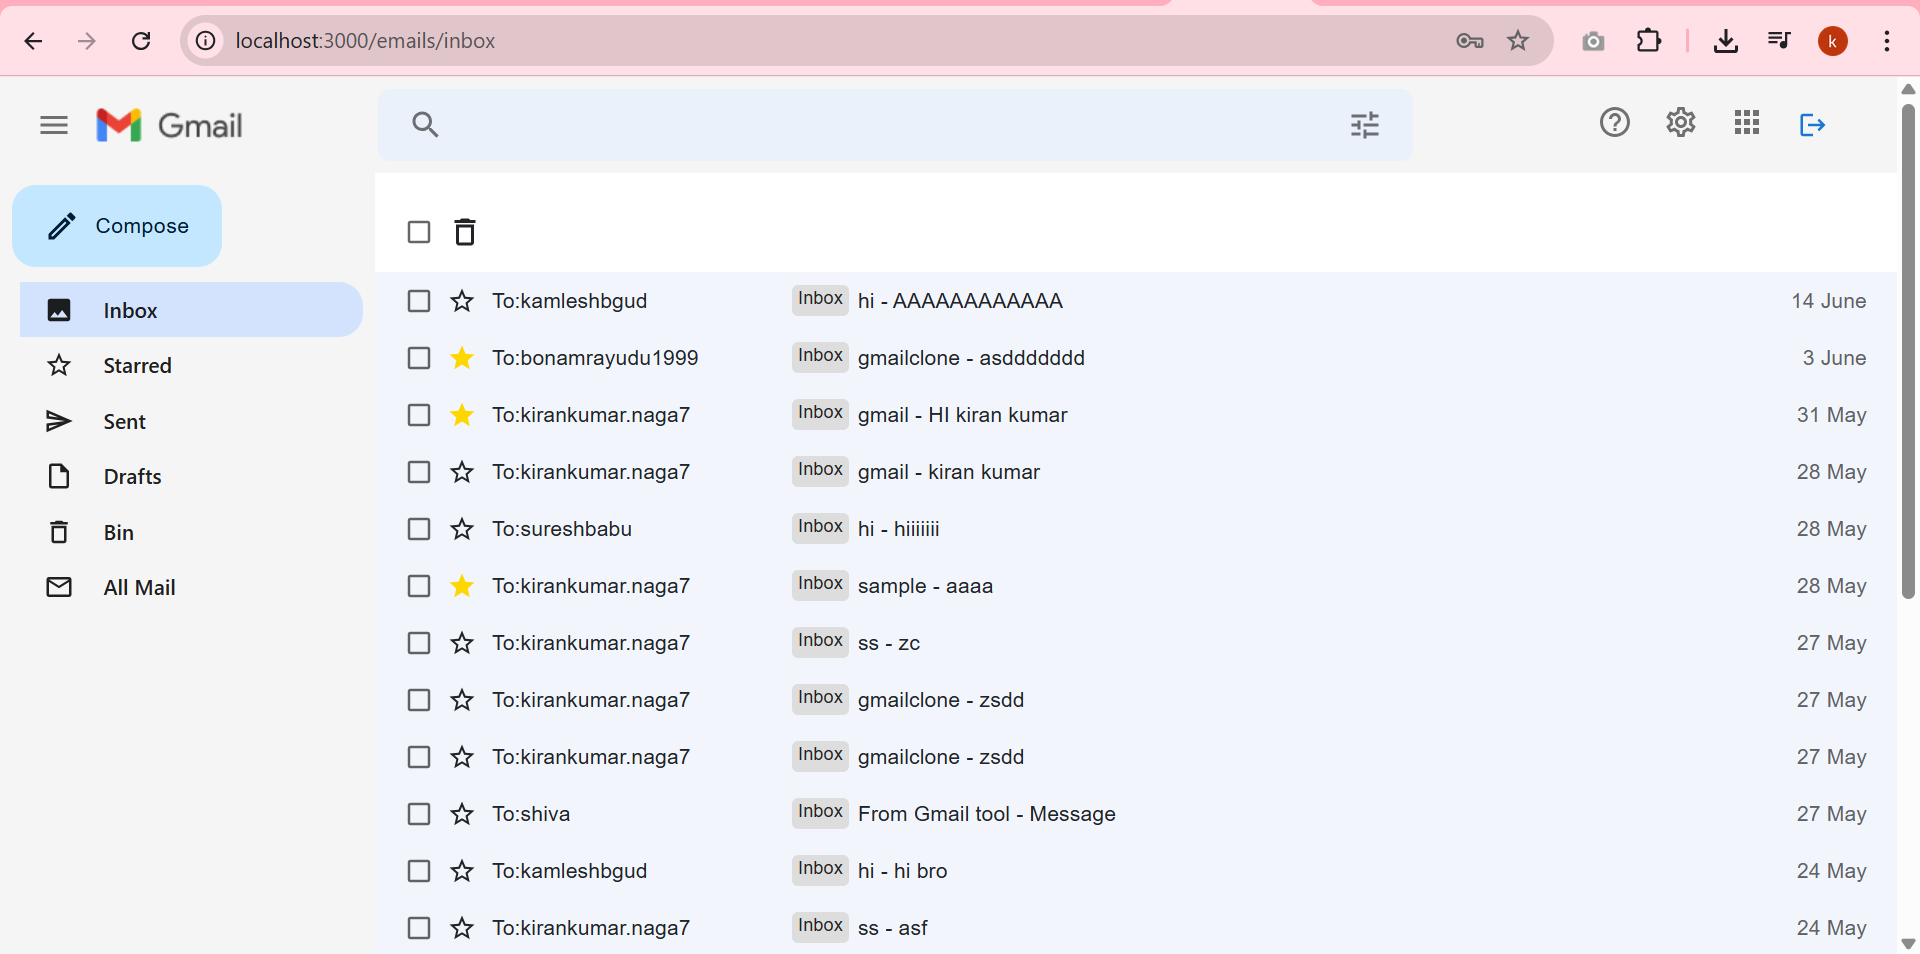 localhost:3000/emails/inbox
k
Gmail
Compose
Inbox
Starred
Sent
Drafts
Bin
All Mail
To:kamleshbgud Inbox hi - AAAAAAAAAAAA 14 June
To:bonamrayudu1999 Inbox gmailclone - asddddddd 3 June
To:kirankumar.naga7 Inbox gmail - HI kiran kumar 31 May
To:kirankumar.naga7 Inbox gmail - kiran kumar 28 May
To:sureshbabu Inbox hi - hiiiiiii 28 May
To:kirankumar.naga7 Inbox sample - aaaa 28 May
To:kirankumar.naga7 Inbox ss - zc 27 May
To:kirankumar.naga7 Inbox gmailclone - zsdd 27 May
To:kirankumar.naga7 Inbox gmailclone - zsdd 27 May
To:shiva Inbox From Gmail tool - Message 27 May
To:kamleshbgud Inbox hi - hi bro 24 May
To:kirankumar.naga7 Inbox ss - asf 24 May